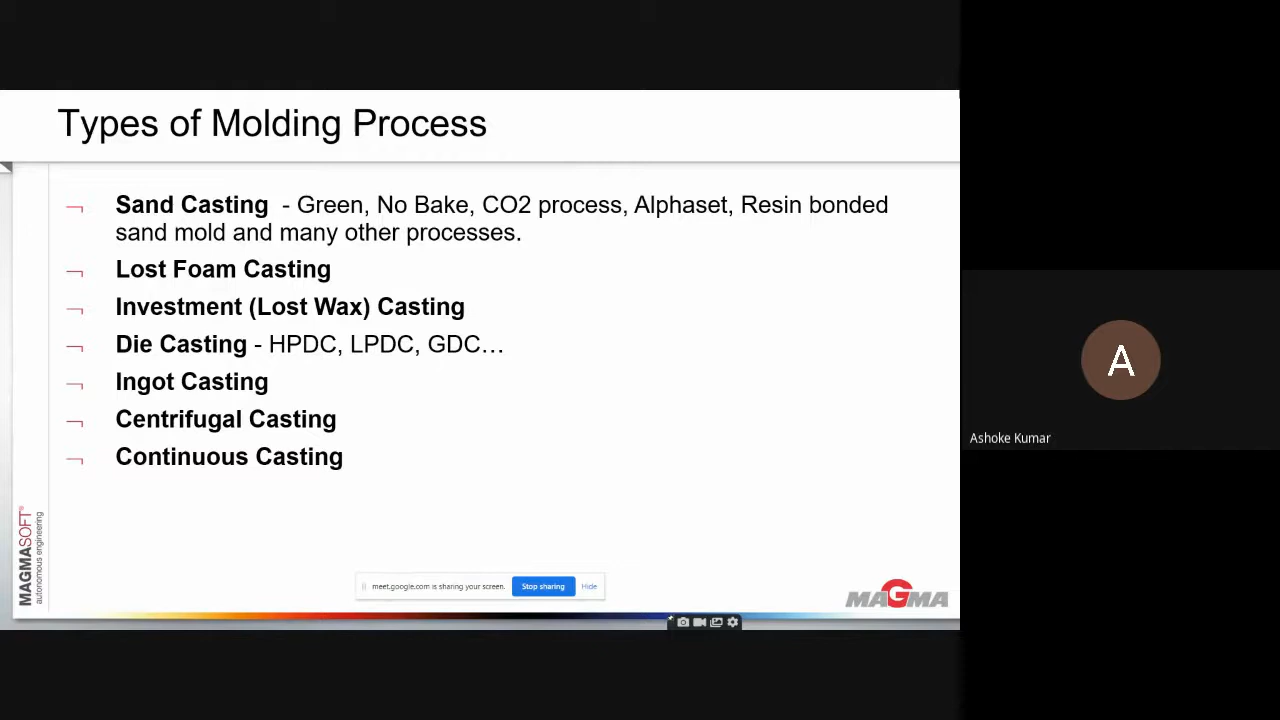 Types of Molding Process
Sand Casting - Green, No Bake, CO2 process, Alphaset, Resin bonded
sand mold and many other processes.
Lost Foam Casting
Investment (Lost Wax) Casting
Die Casting - HPDC, LPDC, GDC…
Ingot Casting
Centrifugal Casting
Continuous Casting
MAGMASOFT®
autonomous engineering
meet.google.com is sharing your screen. Stop sharing Hide
MAGMA
A
Ashoke Kumar